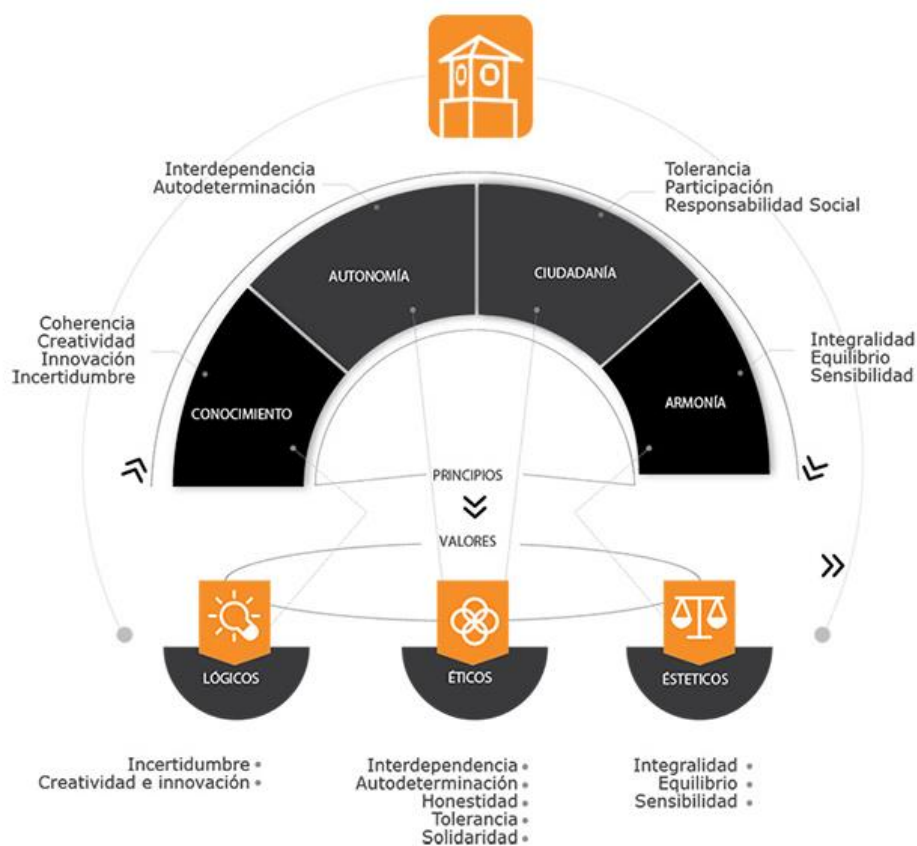 Interdependencia
Autodeterminación
Tolerancia
Participación
Responsabilidad Social
AUTONOMÍA
CIUDADANÍA
Coherencia
Creatividad
Innovación
Incertidumbre
Integralidad
Equilibrio
Sensibilidad
CONOCIMIENTO
ARMONÍA
PRINCIPIOS
VALORES
LÓGICOS
ÉTICOS
ÉSTETICOS
Incertidumbre
Creatividad e innovación
Interdependencia
Autodeterminación
Honestidad
Tolerancia
Solidaridad
Integralidad
Equilibrio
Sensibilidad